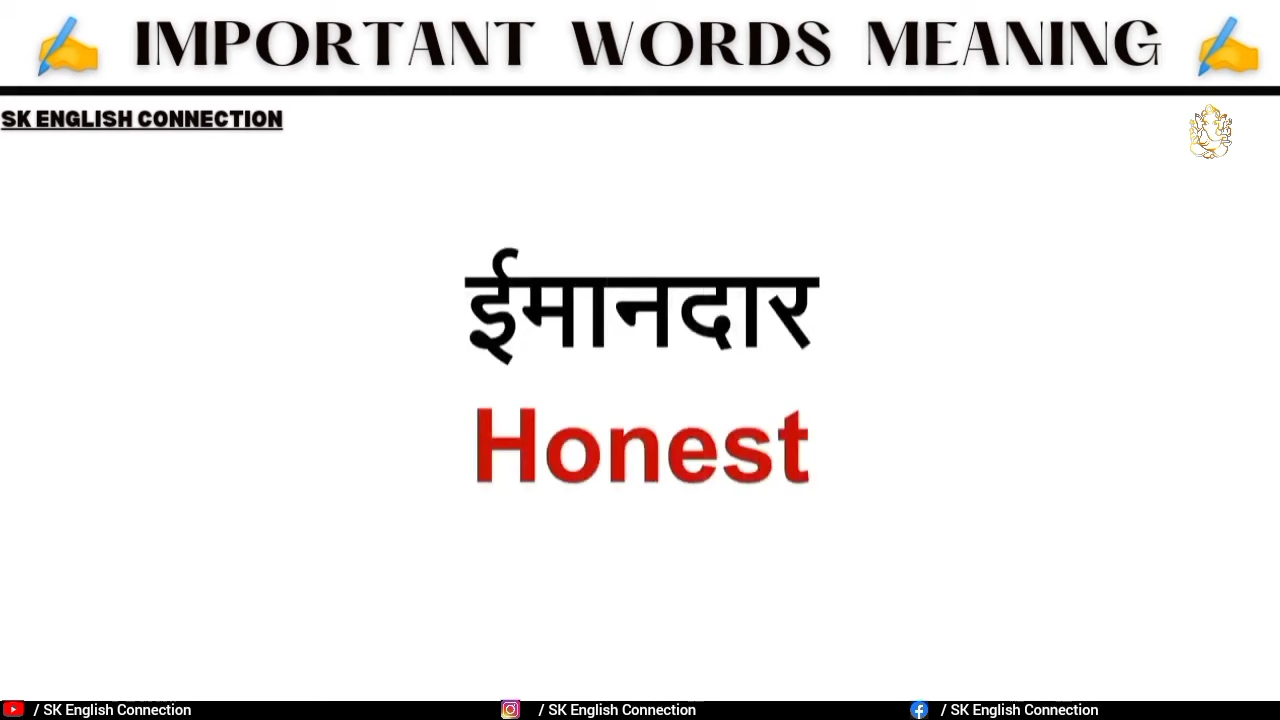 ✍ IMPORTANT WORDS MEANING ✍
SK ENGLISH CONNECTION
ईमानदार
Honest
/ SK English Connection / SK English Connection / SK English Connection